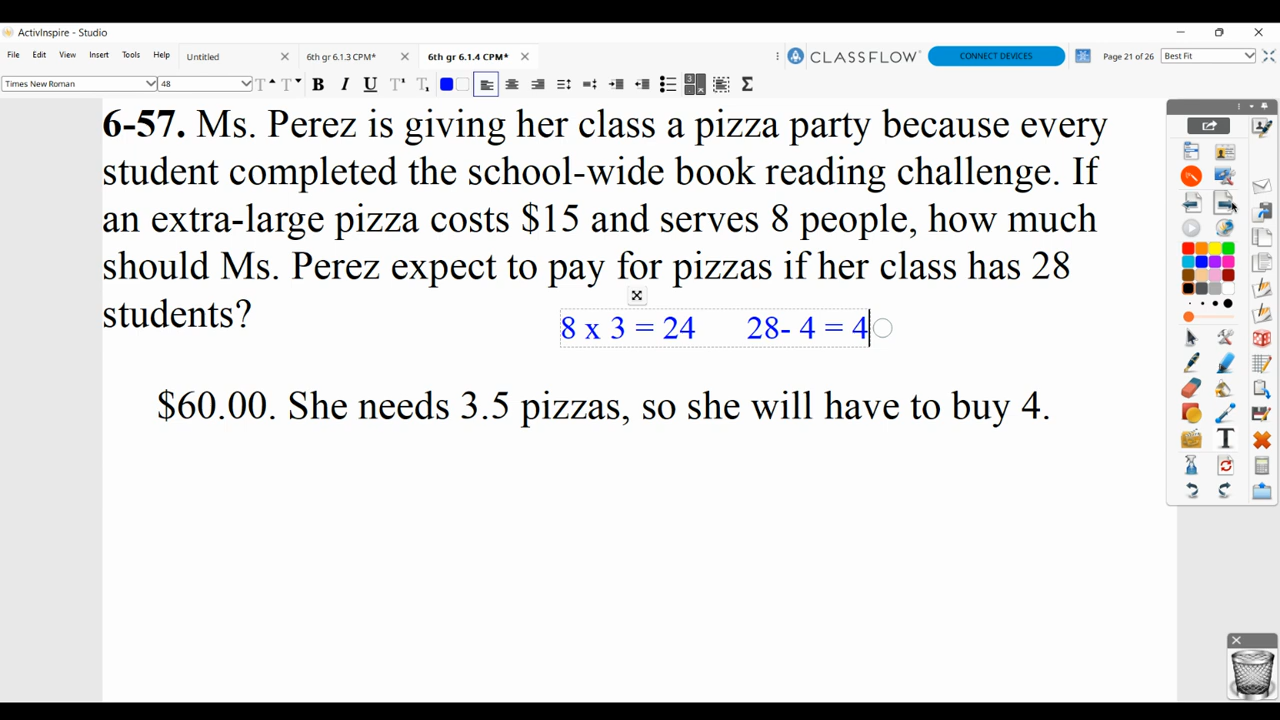 ActivInspire - Studio
File Edit View Insert Tools Help Untitled 6th gr 6.1.3 CPM* 6th gr 6.1.4 CPM* CLASSFLOW CONNECT DEVICES Page 21 of 26 Best Fit
Times New Roman 48 B I U
6-57. Ms. Perez is giving her class a pizza party because every
student completed the school-wide book reading challenge. If
an extra-large pizza costs $15 and serves 8 people, how much
should Ms. Perez expect to pay for pizzas if her class has 28
students?
8 x 3 = 24 28- 4 = 4
$60.00. She needs 3.5 pizzas, so she will have to buy 4.